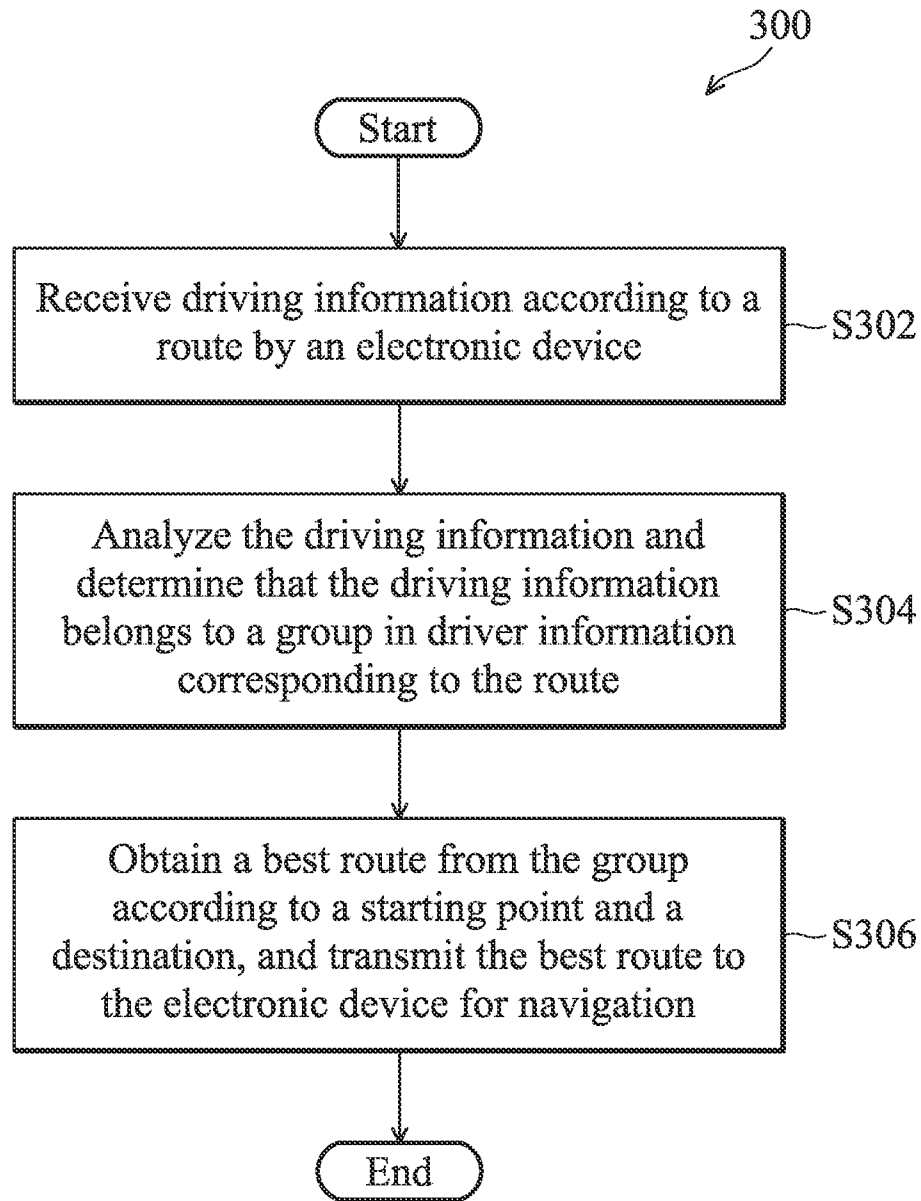 300
Start
Receive driving information according to a
route by an electronic device
S302
Analyze the driving information and
determine that the driving information
belongs to a group in driver information
corresponding to the route
S304
Obtain a best route from the group
according to a starting point and a
destination, and transmit the best route to
the electronic device for navigation
S306
End